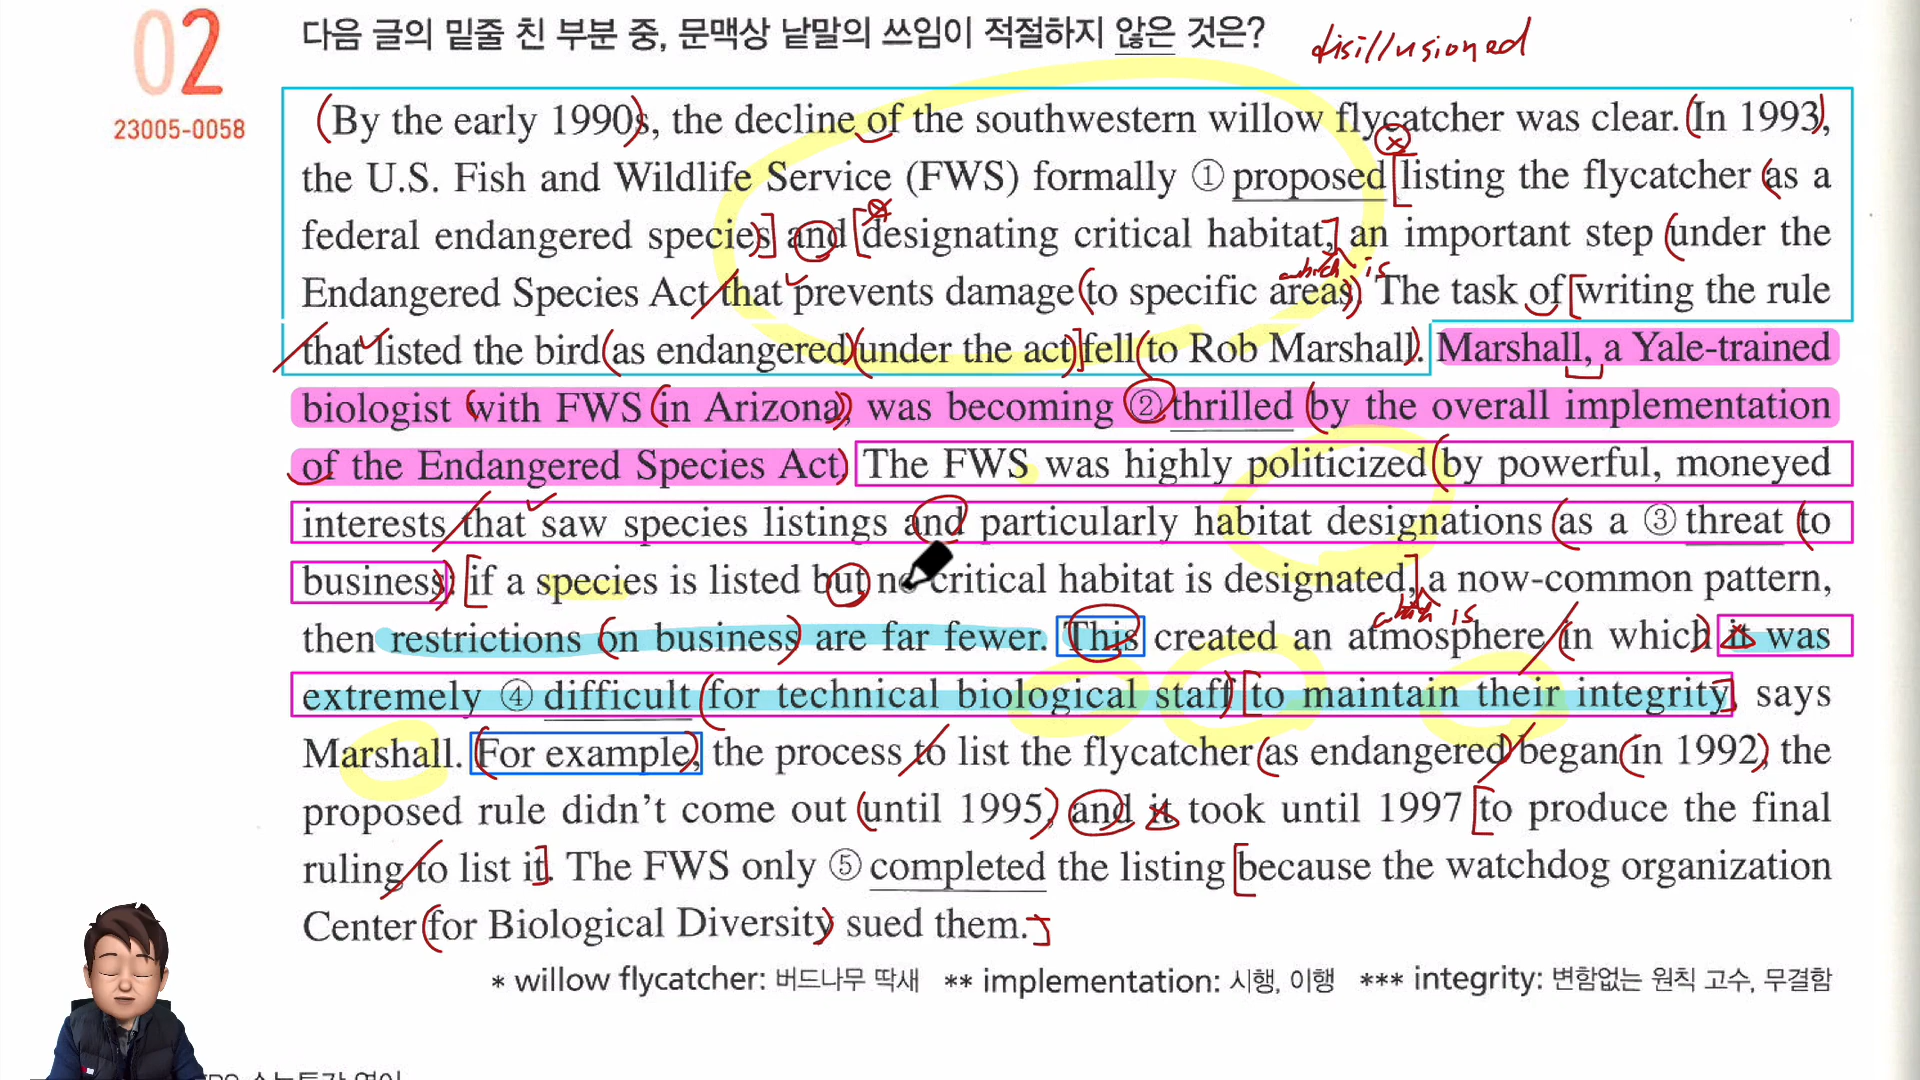 02
23005-0058
다음 글의 밑줄 친 부분 중, 문맥상 낱말의 쓰임이 적절하지 않은 것은?
disillusioned
By the early 1990s, the decline of the southwestern willow flycatcher was clear. In 1993,
the U.S. Fish and Wildlife Service (FWS) formally ① proposed listing the flycatcher as a
federal endangered species and designating critical habitat, an important step under the
which is
Endangered Species Act that prevents damage to specific areas. The task of writing the rule
that listed the bird as endangered under the act fell to Rob Marshall. Marshall, a Yale-trained
biologist with FWS in Arizona, was becoming ② thrilled by the overall implementation
of the Endangered Species Act. The FWS was highly politicized by powerful, moneyed
interests that saw species listings and particularly habitat designations as a ③ threat to
business: if a species is listed but no critical habitat is designated, a now-common pattern,
which is
then restrictions on business are far fewer. This created an atmosphere in which it was
extremely ④ difficult for technical biological staff to maintain their integrity, says
Marshall. For example, the process to list the flycatcher as endangered began in 1992, the
proposed rule didn't come out until 1995, and it took until 1997 to produce the final
ruling to list it. The FWS only ⑤ completed the listing because the watchdog organization
Center for Biological Diversity sued them.
* willow flycatcher: 버드나무 딱새 ** implementation: 시행, 이행 *** integrity: 변함없는 원칙 고수, 무결함